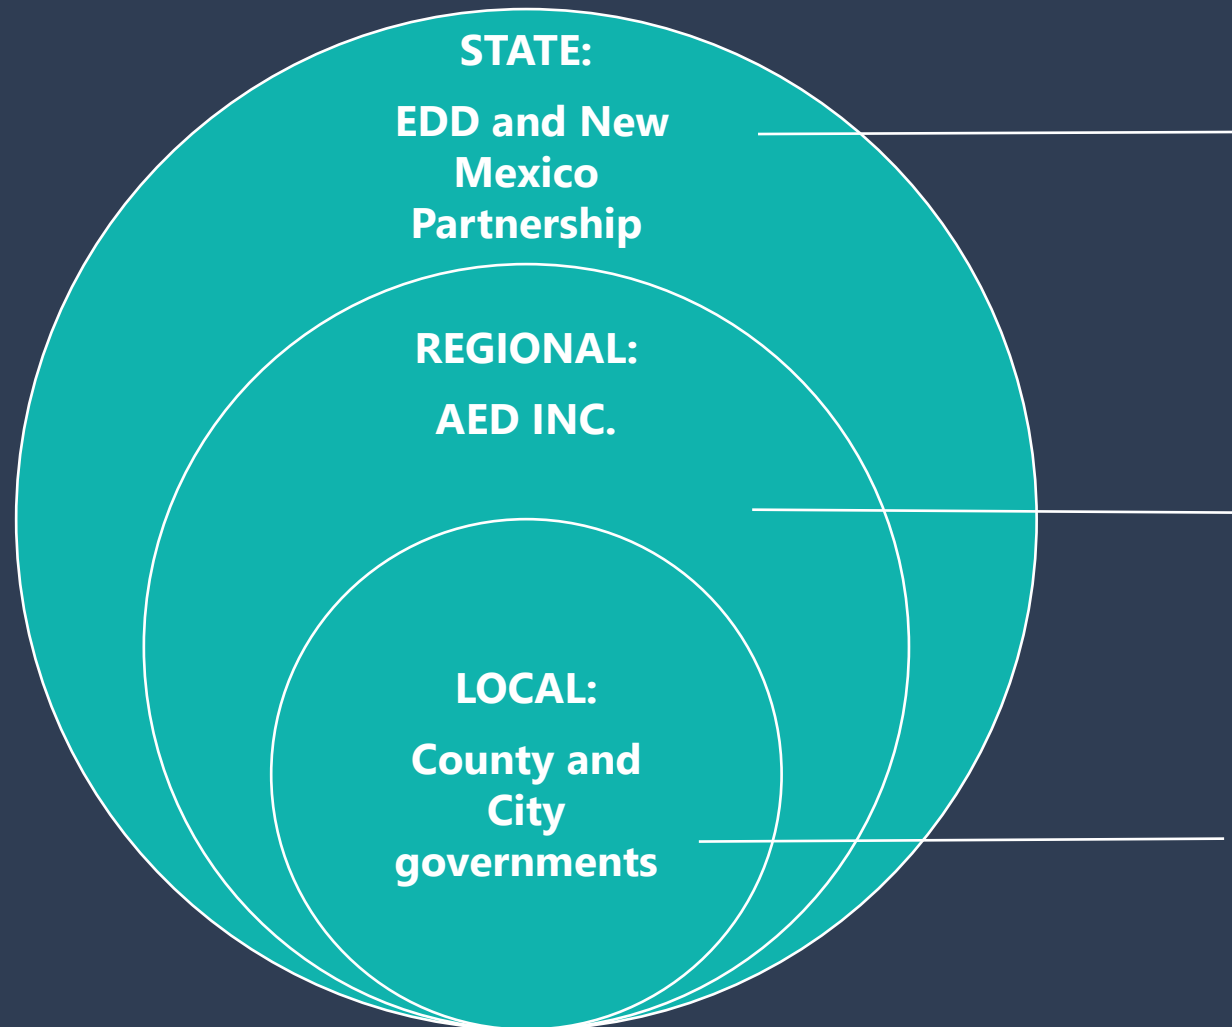 STATE:
EDD and New
Mexico
Partnership
REGIONAL:
AED INC.
LOCAL:
County and
City
governments